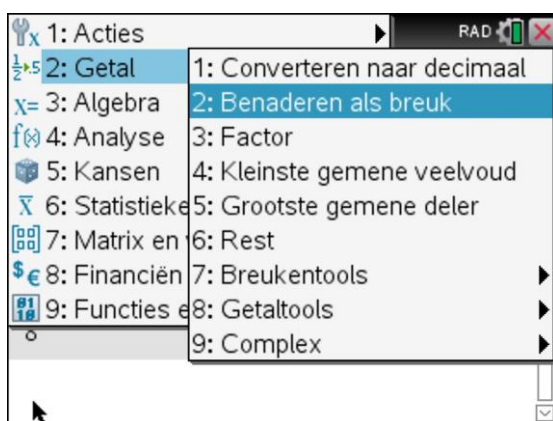 1: Acties
RAD
2: Getal
3: Algebra
4: Analyse
5: Kansen
6: Statistieke
7: Matrix en
8: Financiën
9: Functies e
1: Converteren naar decimaal
2: Benaderen als breuk
3: Factor
4: Kleinste gemene veelvoud
5: Grootste gemene deler
6: Rest
7: Breukentools
8: Getaltools
9: Complex